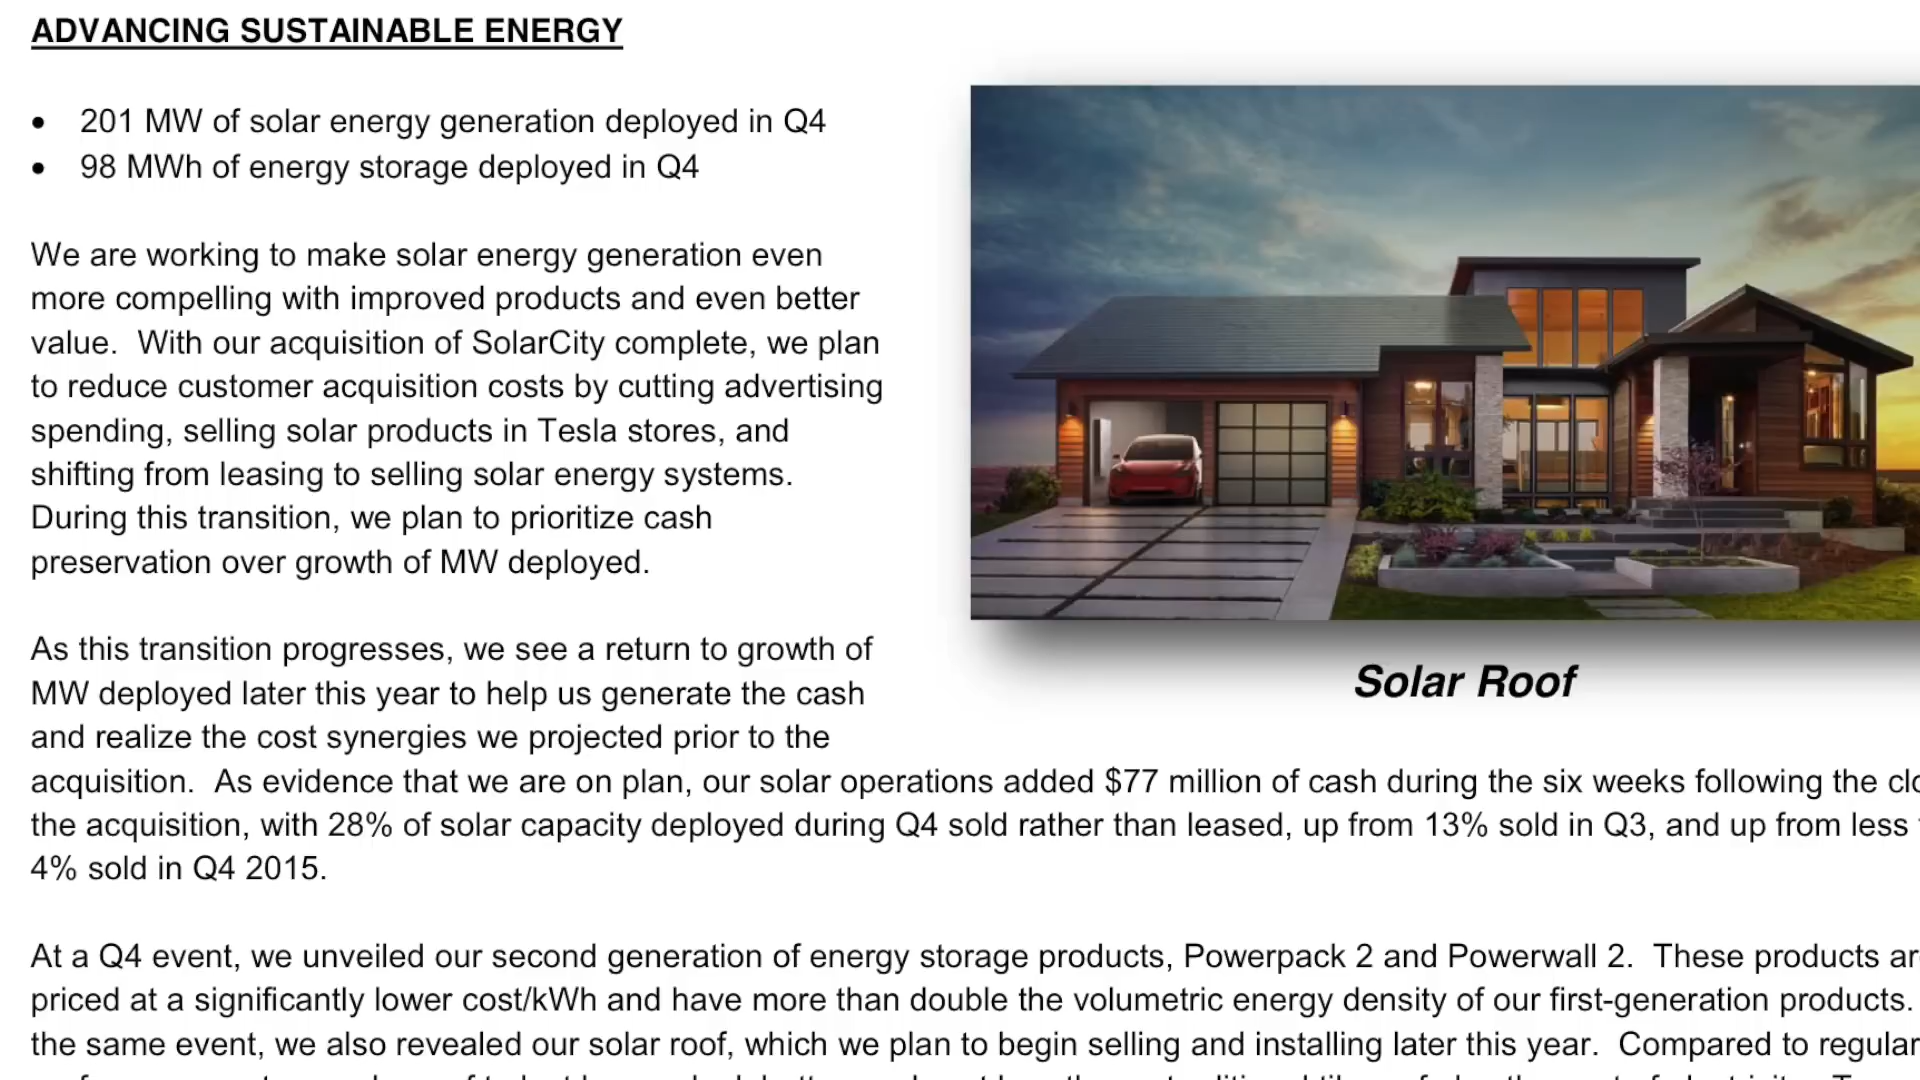 ADVANCING SUSTAINABLE ENERGY
• 201 MW of solar energy generation deployed in Q4
• 98 MWh of energy storage deployed in Q4
We are working to make solar energy generation even
more compelling with improved products and even better
value. With our acquisition of SolarCity complete, we plan
to reduce customer acquisition costs by cutting advertising
spending, selling solar products in Tesla stores, and
shifting from leasing to selling solar energy systems.
During this transition, we plan to prioritize cash
preservation over growth of MW deployed.
Solar Roof
As this transition progresses, we see a return to growth of
MW deployed later this year to help us generate the cash
and realize the cost synergies we projected prior to the
acquisition. As evidence that we are on plan, our solar operations added $77 million of cash during the six weeks following the
the acquisition, with 28% of solar capacity deployed during Q4 sold rather than leased, up from 13% sold in Q3, and up from less
4% sold in Q4 2015.
At a Q4 event, we unveiled our second generation of energy storage products, Powerpack 2 and Powerwall 2. These products
priced at a significantly lower cost/kWh and have more than double the volumetric energy density of our first-generation products.
the same event, we also revealed our solar roof, which we plan to begin selling and installing later this year. Compared to regular